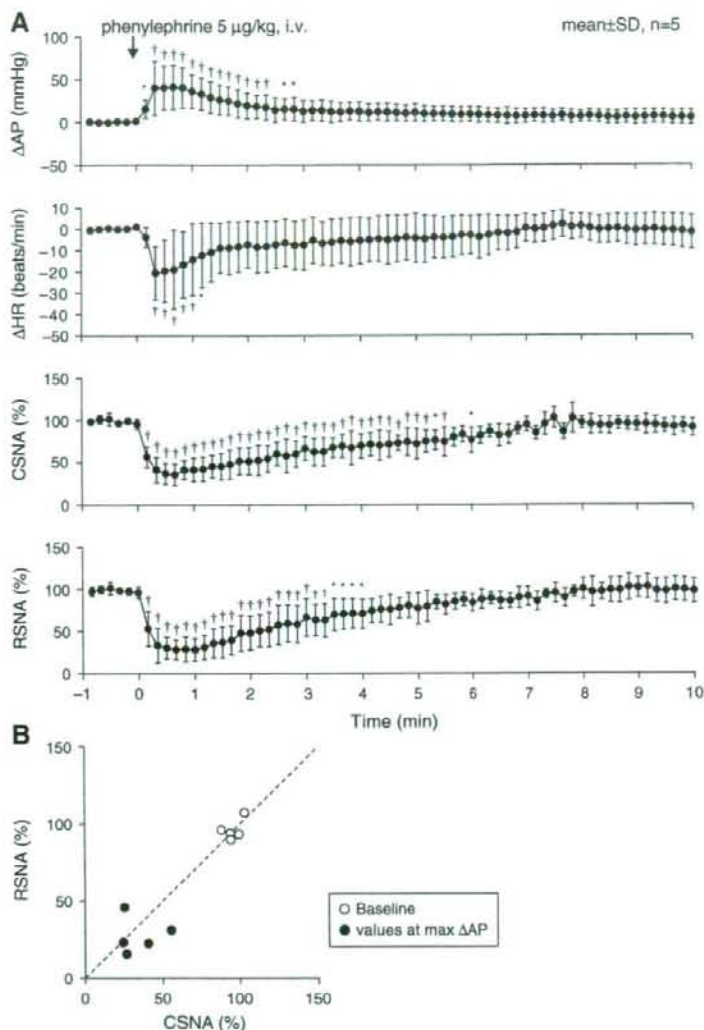 A
phenylephrine 5 µg/kg, i.v.
mean±SD, n=5
ΔAP (mmHg)
100
50
0
−50
ΔHR (beats/min)
10
0
−10
−20
−30
−40
−50
CSNA (%)
150
100
50
0
RSNA (%)
150
100
50
0
−1 0 1 2 3 4 5 6 7 8 9 10
Time (min)
B
RSNA (%)
150
100
50
0
0 50 100 150
CSNA (%)
Baseline
values at max ΔAP